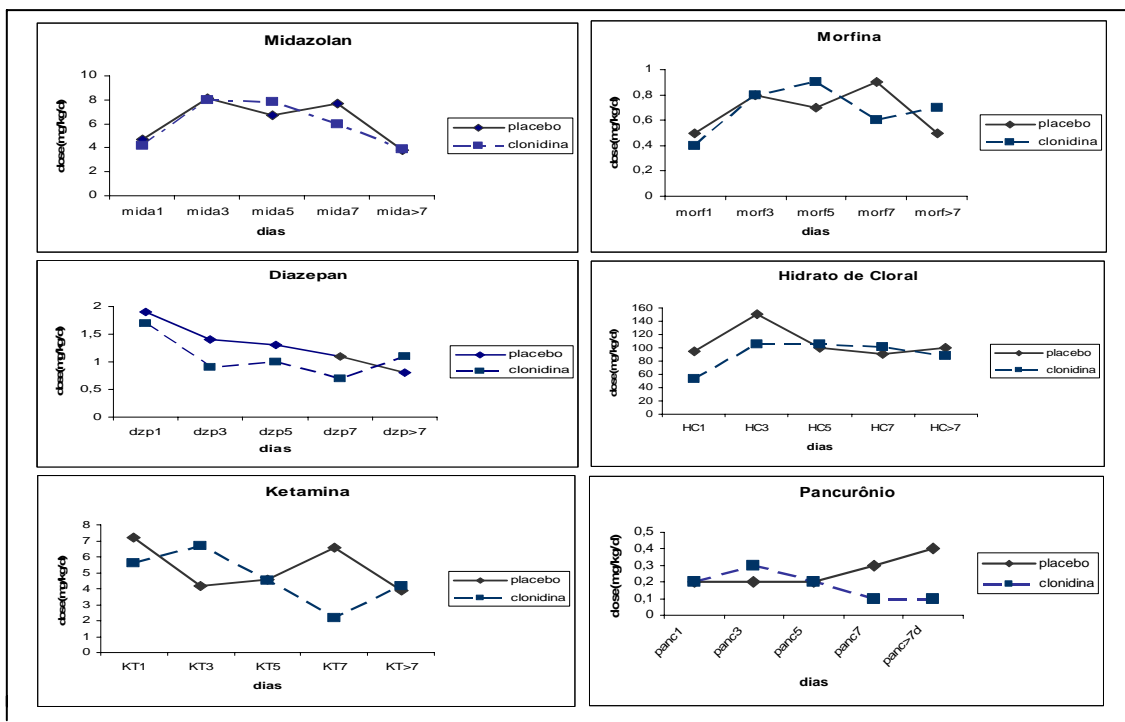 Midazolan
10
8
6
4
2
0
dose(mg/kg/d)
mida1 mida3 mida5 mida7 mida>7
dias
placebo
clonidina
Morfina
1
0,8
0,6
0,4
0,2
0
dose(mg/kg/d)
morf1 morf3 morf5 morf7 morf>7
dias
placebo
clonidina
Diazepan
2
1,5
1
0,5
0
dose(mg/kg/d)
dzp1 dzp3 dzp5 dzp7 dzp>7
dias
placebo
clonidina
Hidrato de Cloral
160
140
120
100
80
60
40
20
0
dose(mg/kg/d)
HC1 HC3 HC5 HC7 HC>7
dias
placebo
clonidina
Ketamina
8
7
6
5
4
3
2
1
0
dose(mg/kg/d)
KT1 KT3 KT5 KT7 KT>7
dias
placebo
clonidina
Pancurônio
0,5
0,4
0,3
0,2
0,1
0
dose(mg/kg/d)
panc1 panc3 panc5 panc7 panc>7d
dias
placebo
clonidina